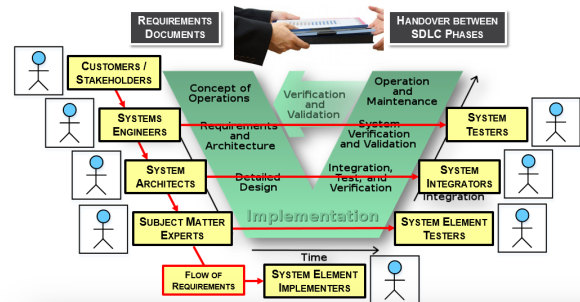 REQUIREMENTS
DOCUMENTS
HANDOVER BETWEEN
SDLC PHASES
CUSTOMERS /
STAKEHOLDERS
Concept of
Operations
Verification
and
Validation
Operation
and
Maintenance
SYSTEMS
ENGINEERS
Requirements
and
Architecture
System
Verification
and Validation
SYSTEM
TESTERS
SYSTEM
ARCHITECTS
Detailed
Design
Integration,
Test, and
Verification
SYSTEM
INTEGRATORS
Integration
SUBJECT MATTER
EXPERTS
Implementation
SYSTEM ELEMENT
TESTERS
Time
FLOW OF
REQUIREMENTS
SYSTEM ELEMENT
IMPLEMENTERS